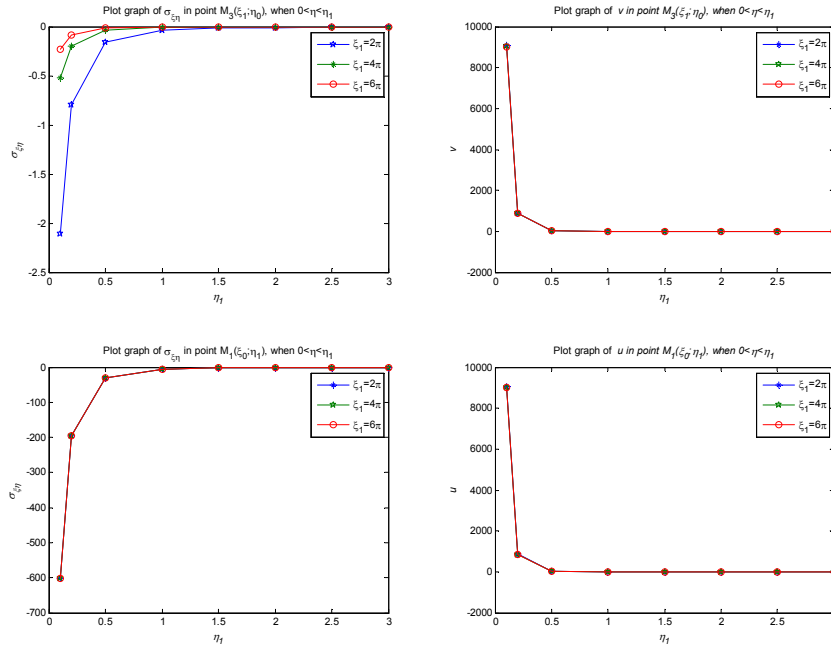 Plot graph of σξη in point M3(ξ1;η0), when 0<η<η1
0
-0.5
-1
-1.5
-2
-2.5
0
0.5
1
1.5
2
2.5
3
σξη
η1
ξ1=2π
ξ1=4π
ξ1=6π
Plot graph of v in point M3(ξ1;η0), when 0<η<η1
10000
8000
6000
4000
2000
0
-2000
0
0.5
1
1.5
2
2.5
v
η1
ξ1=2π
ξ1=4π
ξ1=6π
Plot graph of σξη in point M1(ξ0;η1), when 0<η<η1
0
-100
-200
-300
-400
-500
-600
-700
0
0.5
1
1.5
2
2.5
3
σξη
η1
ξ1=2π
ξ1=4π
ξ1=6π
Plot graph of u in point M1(ξ0;η1), when 0<η<η1
10000
8000
6000
4000
2000
0
-2000
0
0.5
1
1.5
2
2.5
u
η1
ξ1=2π
ξ1=4π
ξ1=6π